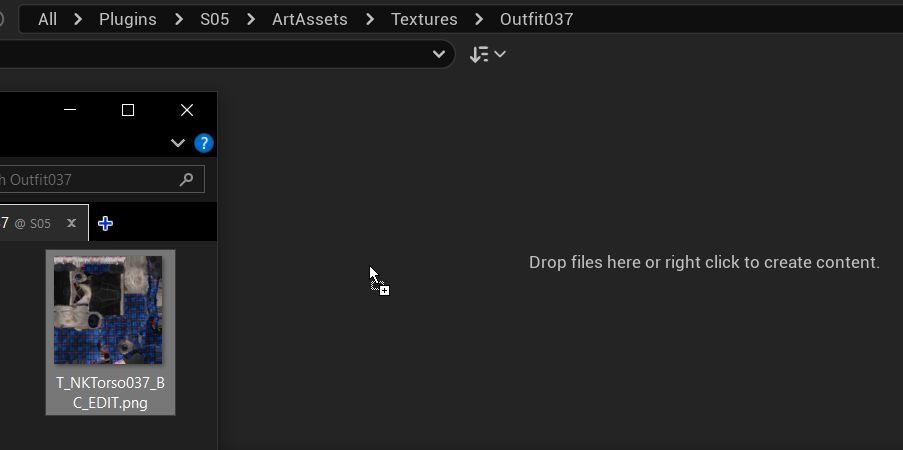 All > Plugins > S05 > ArtAssets > Textures > Outfit037
?
h Outfit037
7 @ S05 x
Drop files here or right click to create content.
T_NKTorso037_B
C_EDIT.png